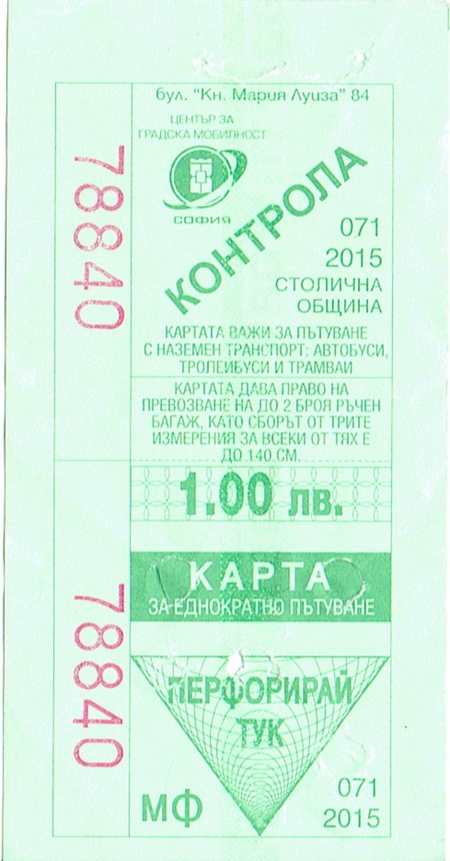 бул. "Кн. Мария Луиза" 84
ЦЕНТЪР ЗА
ГРАДСКА МОБИЛНОСТ
СОФИЯ
КОНТРОЛА
071
2015
СТОЛИЧНА
ОБЩИНА
КАРТАТА ВАЖИ ЗА ПЪТУВАНЕ
С НАЗЕМЕН ТРАНСПОРТ: АВТОБУСИ,
ТРОЛЕЙБУСИ И ТРАМВАИ
КАРТАТА ДАВА ПРАВО НА
ПРЕВОЗВАНЕ НА ДО 2 БРОЯ РЪЧЕН
БАГАЖ, КАТО СБОРЪТ ОТ ТРИТЕ
ИЗМЕРЕНИЯ ЗА ВСЕКИ ОТ ТЯХ Е
ДО 140 СМ.
1.00 лв.
КАРТА
ЗА ЕДНОКРАТНО ПЪТУВАНЕ
ПЕРФОРИРАЙ
ТУК
МФ
071
2015
78840
78840